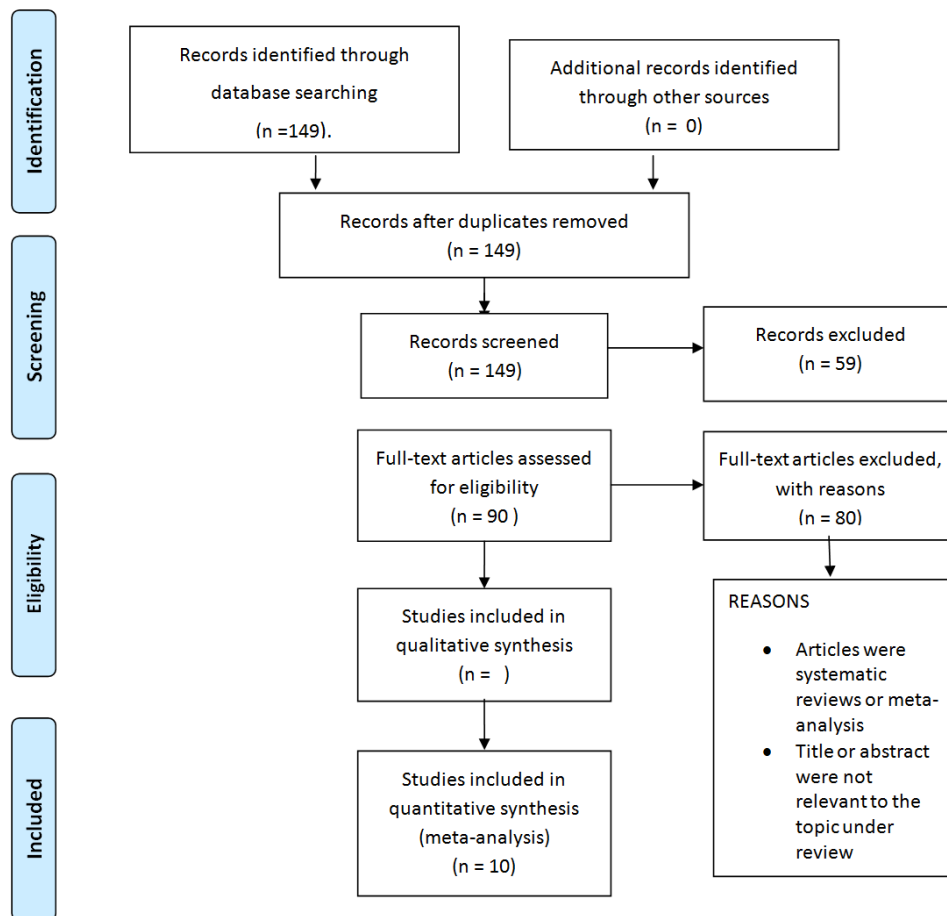 Identification
Records identified through
database searching
(n =149).
Additional records identified
through other sources
(n = 0)
Records after duplicates removed
(n = 149)
Screening
Records screened
(n = 149)
Records excluded
(n = 59)
Eligibility
Full-text articles assessed
for eligibility
(n = 90 )
Full-text articles excluded,
with reasons
(n = 80)
Studies included in
qualitative synthesis
(n = )
REASONS
● Articles were
systematic
reviews or meta-
analysis
● Title or abstract
were not
relevant to the
topic under
review
Included
Studies included in
quantitative synthesis
(meta-analysis)
(n = 10)